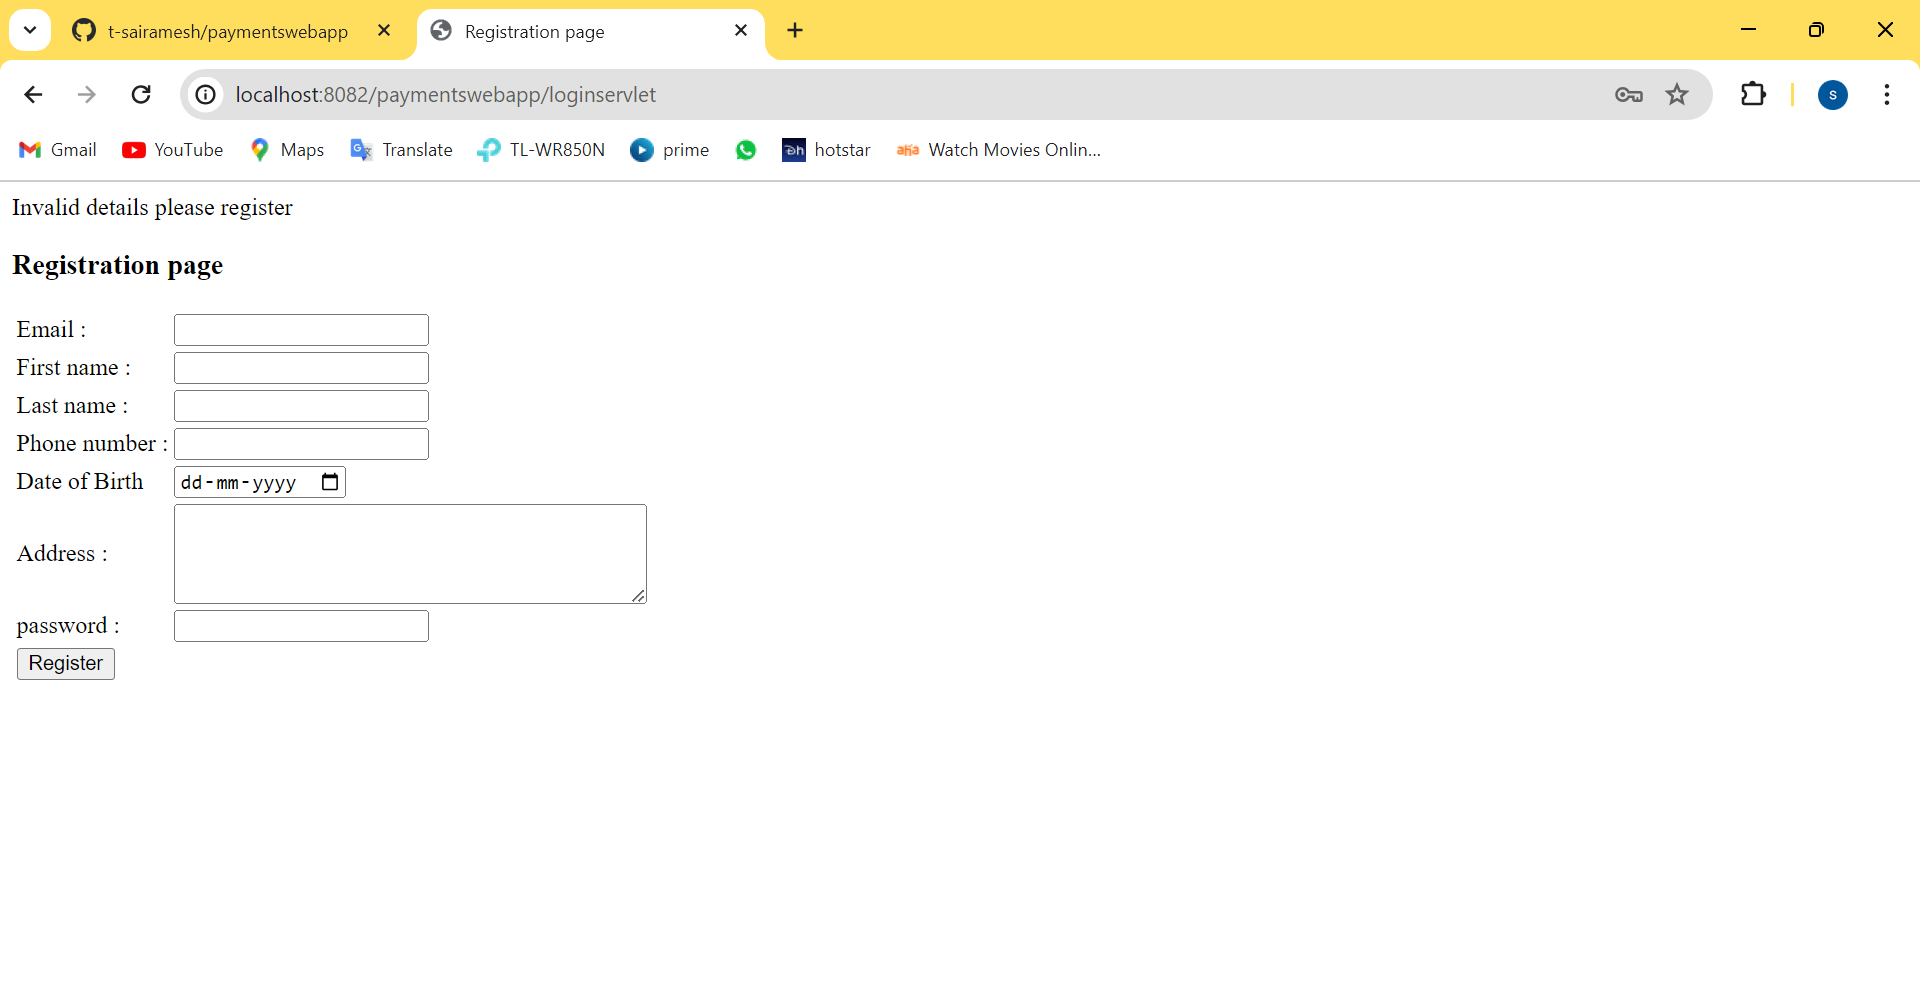 t-sairamesh/paymentswebapp
Registration page
localhost:8082/paymentswebapp/loginservlet
s
Gmail YouTube Maps Translate TL-WR850N prime hotstar aha Watch Movies Onlin...
Invalid details please register
Registration page
Email :
First name :
Last name :
Phone number :
Date of Birth dd-mm-yyyy
Address :
password :
Register